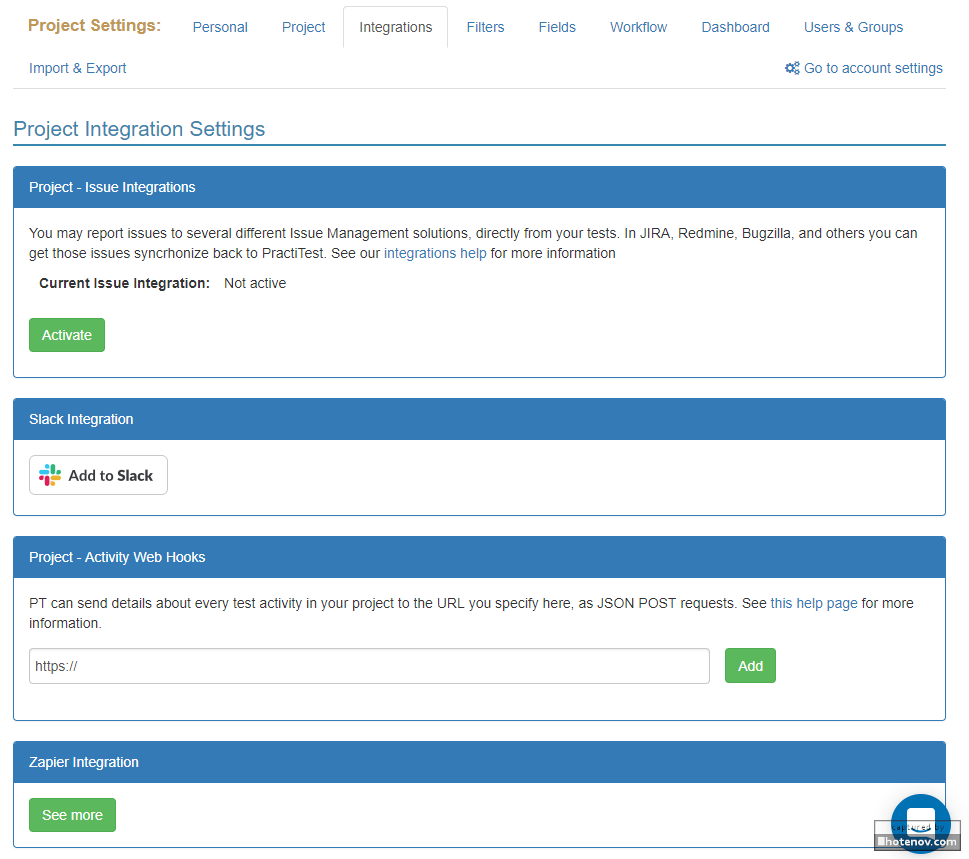 Project Settings: Personal Project Integrations Filters Fields Workflow Dashboard Users & Groups
Import & Export Go to account settings
Project Integration Settings
Project - Issue Integrations
You may report issues to several different Issue Management solutions, directly from your tests. In JIRA, Redmine, Bugzilla, and others you can
get those issues syncrhonize back to PractiTest. See our integrations help for more information
Current Issue Integration: Not active
Activate
Slack Integration
Add to Slack
Project - Activity Web Hooks
PT can send details about every test activity in your project to the URL you specify here, as JSON POST requests. See this help page for more
information.
https:// Add
Zapier Integration
See more
captured by
hotenov.com